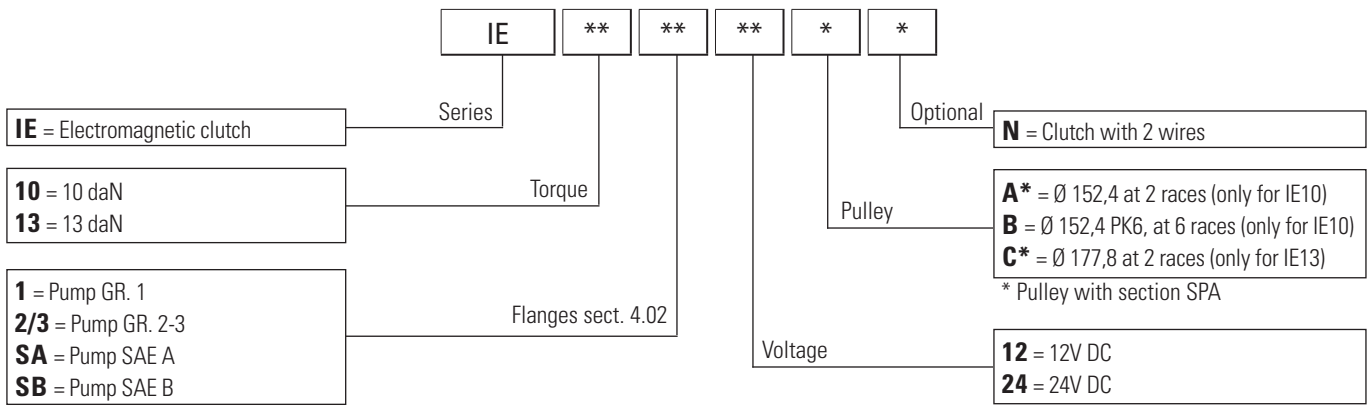 IE ** ** ** * *
Series
IE = Electromagnetic clutch
Torque
10 = 10 daN
13 = 13 daN
Flanges sect. 4.02
1 = Pump GR. 1
2/3 = Pump GR. 2-3
SA = Pump SAE A
SB = Pump SAE B
Optional
N = Clutch with 2 wires
Pulley
A* = Ø 152,4 at 2 races (only for IE10)
B = Ø 152,4 PK6, at 6 races (only for IE10)
C* = Ø 177,8 at 2 races (only for IE13)
* Pulley with section SPA
Voltage
12 = 12V DC
24 = 24V DC